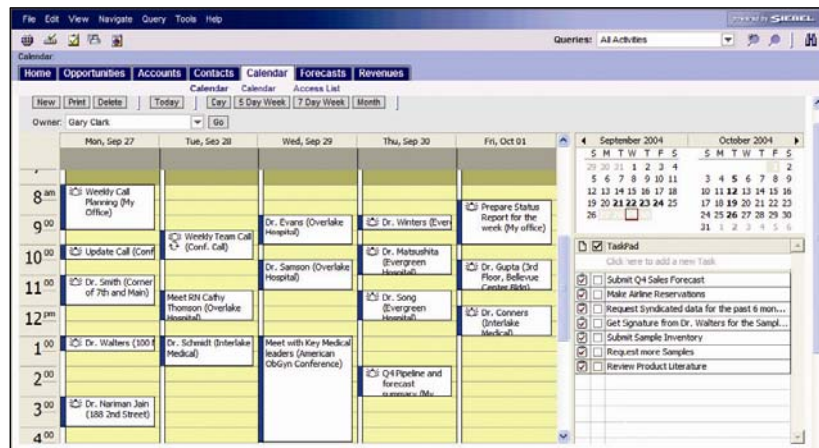 File Edit View Navigate Query Tools Help
powered by SIEBEL
Queries: All Activities
Calendar:
Home Opportunities Accounts Contacts Calendar Forecasts Revenues
Calendar Calendar Access List
New Print Delete Today Day 5 Day Week 7 Day Week Month
Owner: Gary Clark Go
Mon, Sep 27 Tue, Sep 28 Wed, Sep 29 Thu, Sep 30 Fri, Oct 01
8 am
9 00
10 00
11 00
12 pm
1 00
2 00
3 00
4 00
Weekly Call
Planning (My
Office)
Update Call (Conf
Dr. Smith (Corner
of 7th and Main)
Dr. Walters (100
Dr. Nariman Jain
(188 2nd Street)
Weekly Team Call
(Conf. Call)
Meet RN Cathy
Thomson (Overlake
Hospital)
Dr. Schmidt (Interlake
Medical)
Dr. Evans (Overlake
Hospital)
Dr. Samson (Overlake
Hospital)
Meet with Key Medical
leaders (American
ObGyn Conference)
Dr. Winters (Ever
Dr. Matsushita
(Evergreen
Hospital)
Dr. Song
(Evergreen
Hospital)
Q4 Pipeline and
forecast
summary (My
Prepare Status
Report for the
week (My office)
Dr. Gupta (3rd
Floor, Bellevue
Center Bldg)
Dr. Conners
(Interlake
Medical)
September 2004
S M T W T F S
29 30 31 1 2 3 4
5 6 7 8 9 10 11
12 13 14 15 16 17 18
19 20 21 22 23 24 25
26
October 2004
S M T W T F S
2
3 4 5 6 7 8 9
10 11 12 13 14 15 16
17 18 19 20 21 22 23
24 25 26 27 28 29 30
31 1 2 3 4 5 6
TaskPad
Click here to add a new Task
Submit Q4 Sales Forecast
Make Airline Reservations
Request Syndicated data for the past 6 mon...
Get Signature from Dr. Walters for the Sampl...
Submit Sample Inventory
Request more Samples
Review Product Literature